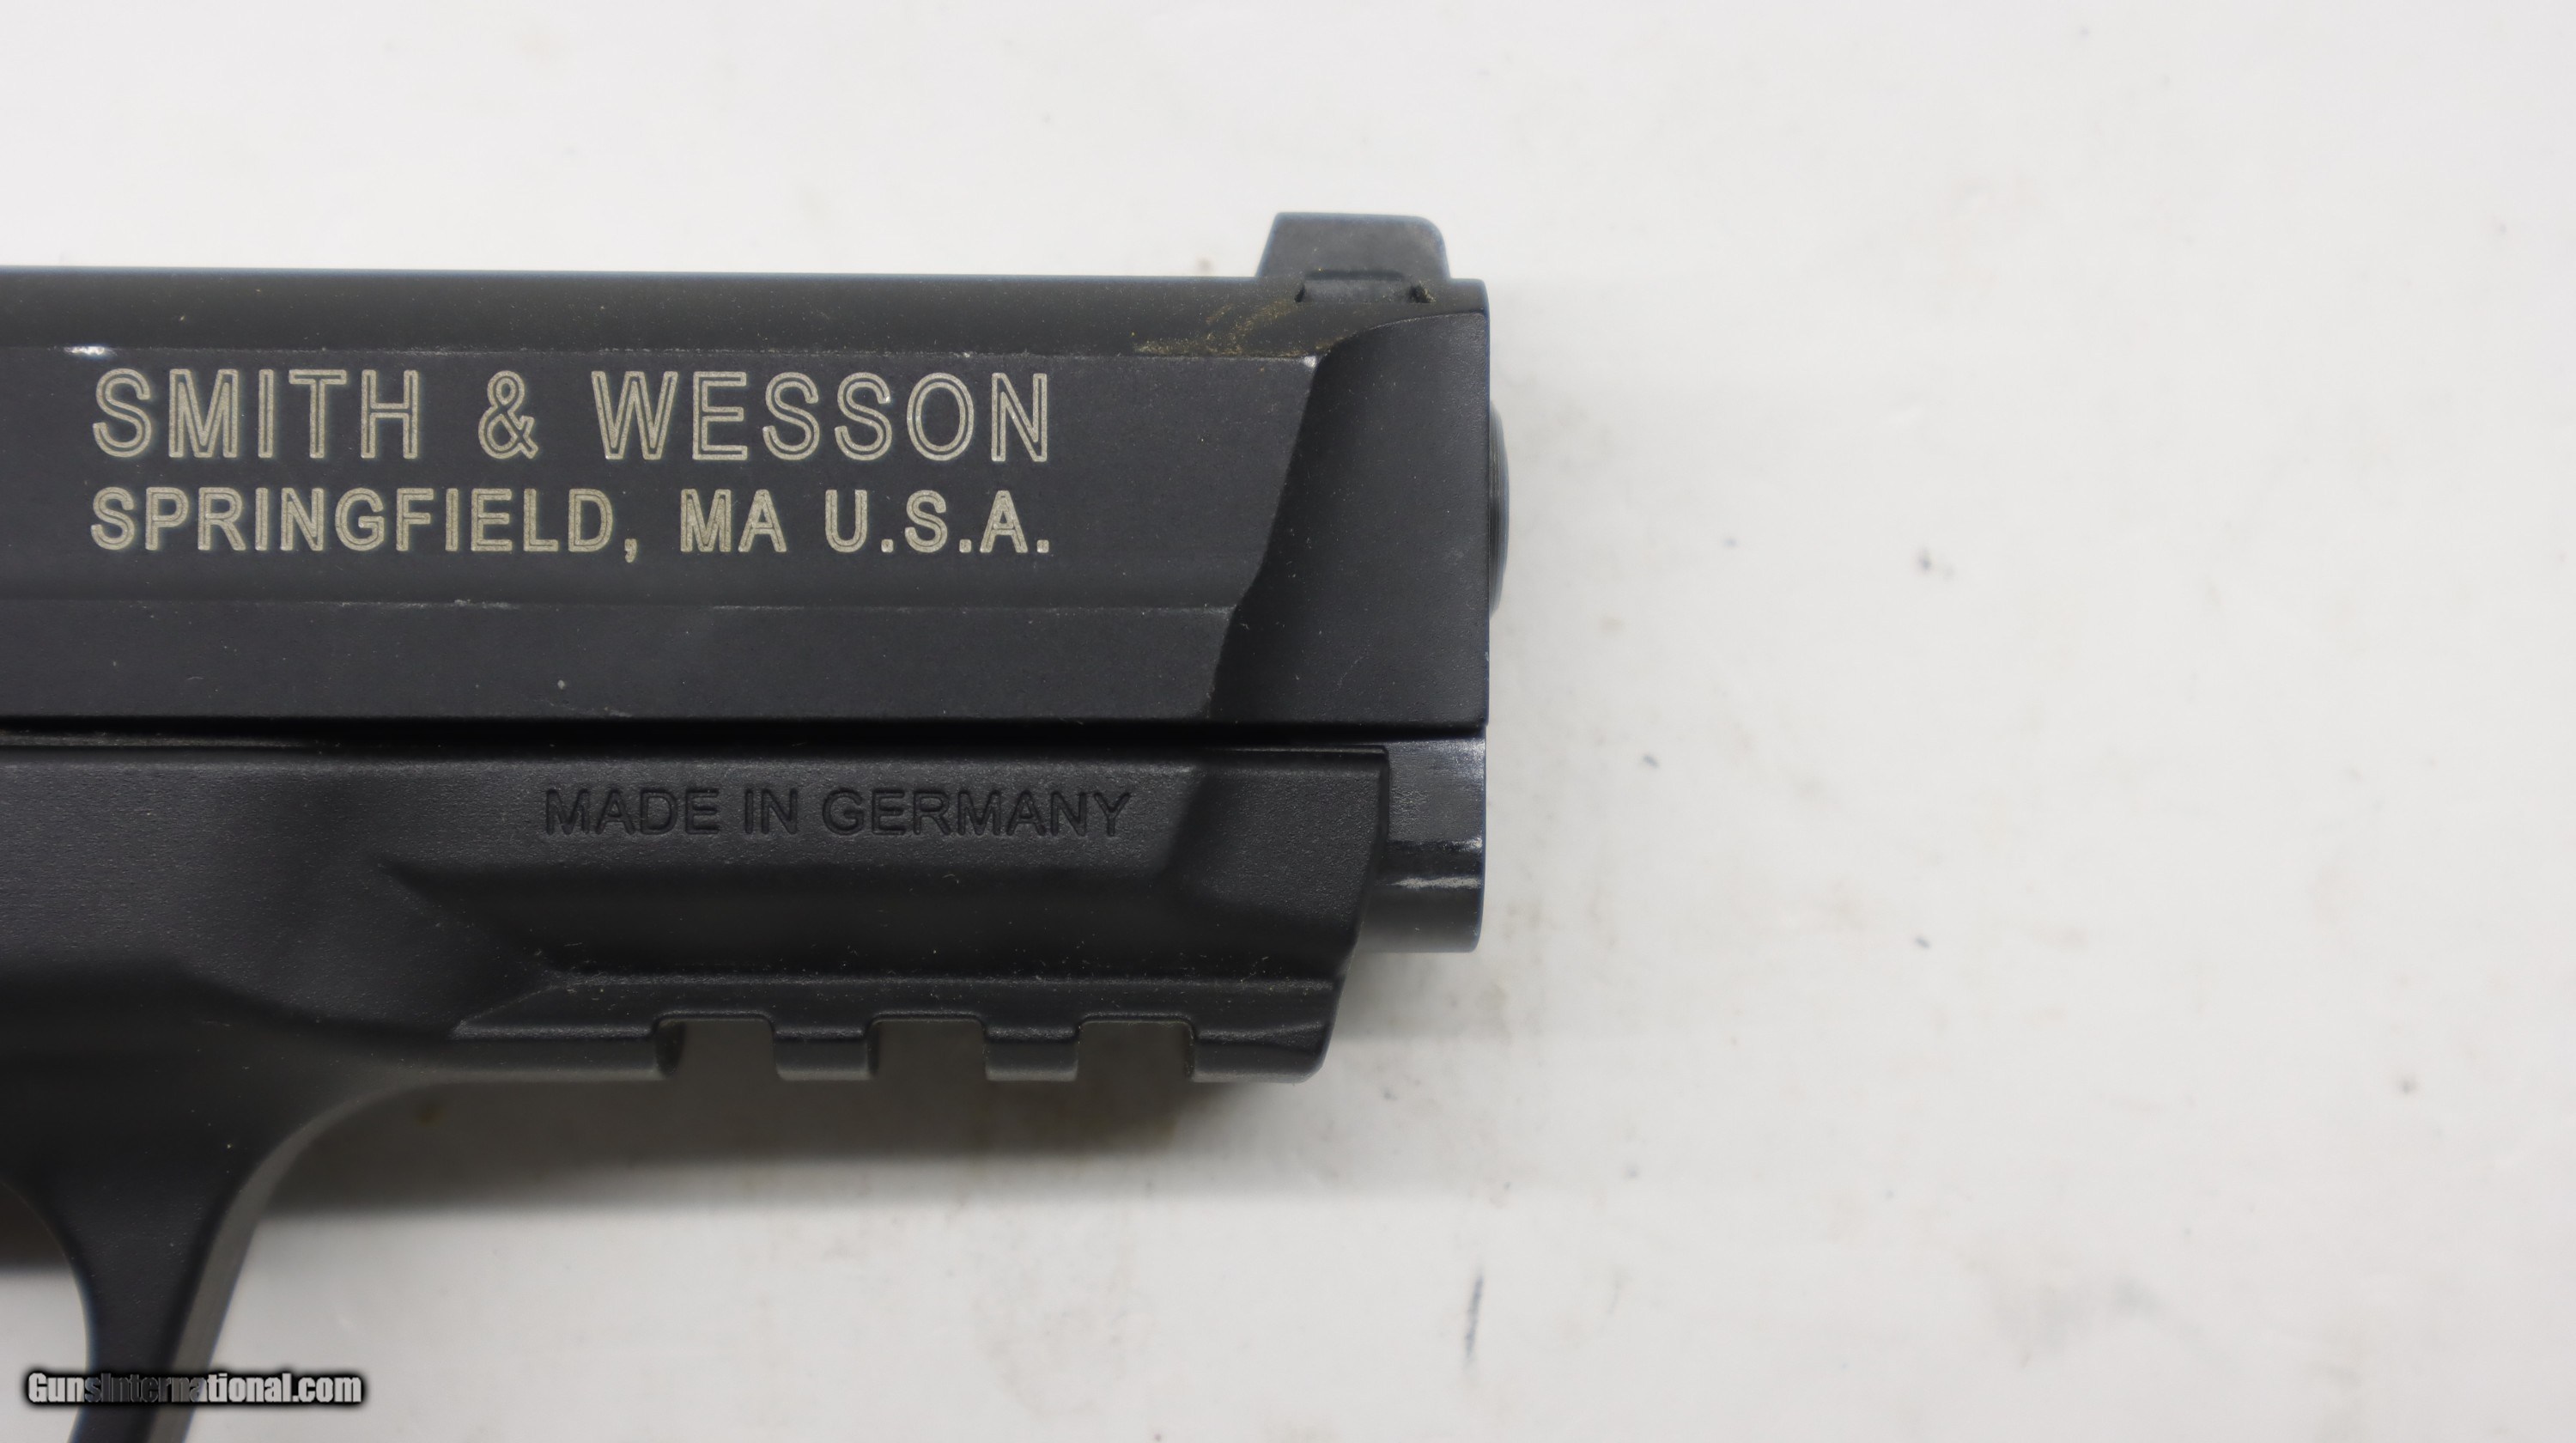 SMITH & WESSON
SPRINGFIELD, MA U.S.A.
MADE IN GERMANY
GunsInternational.com